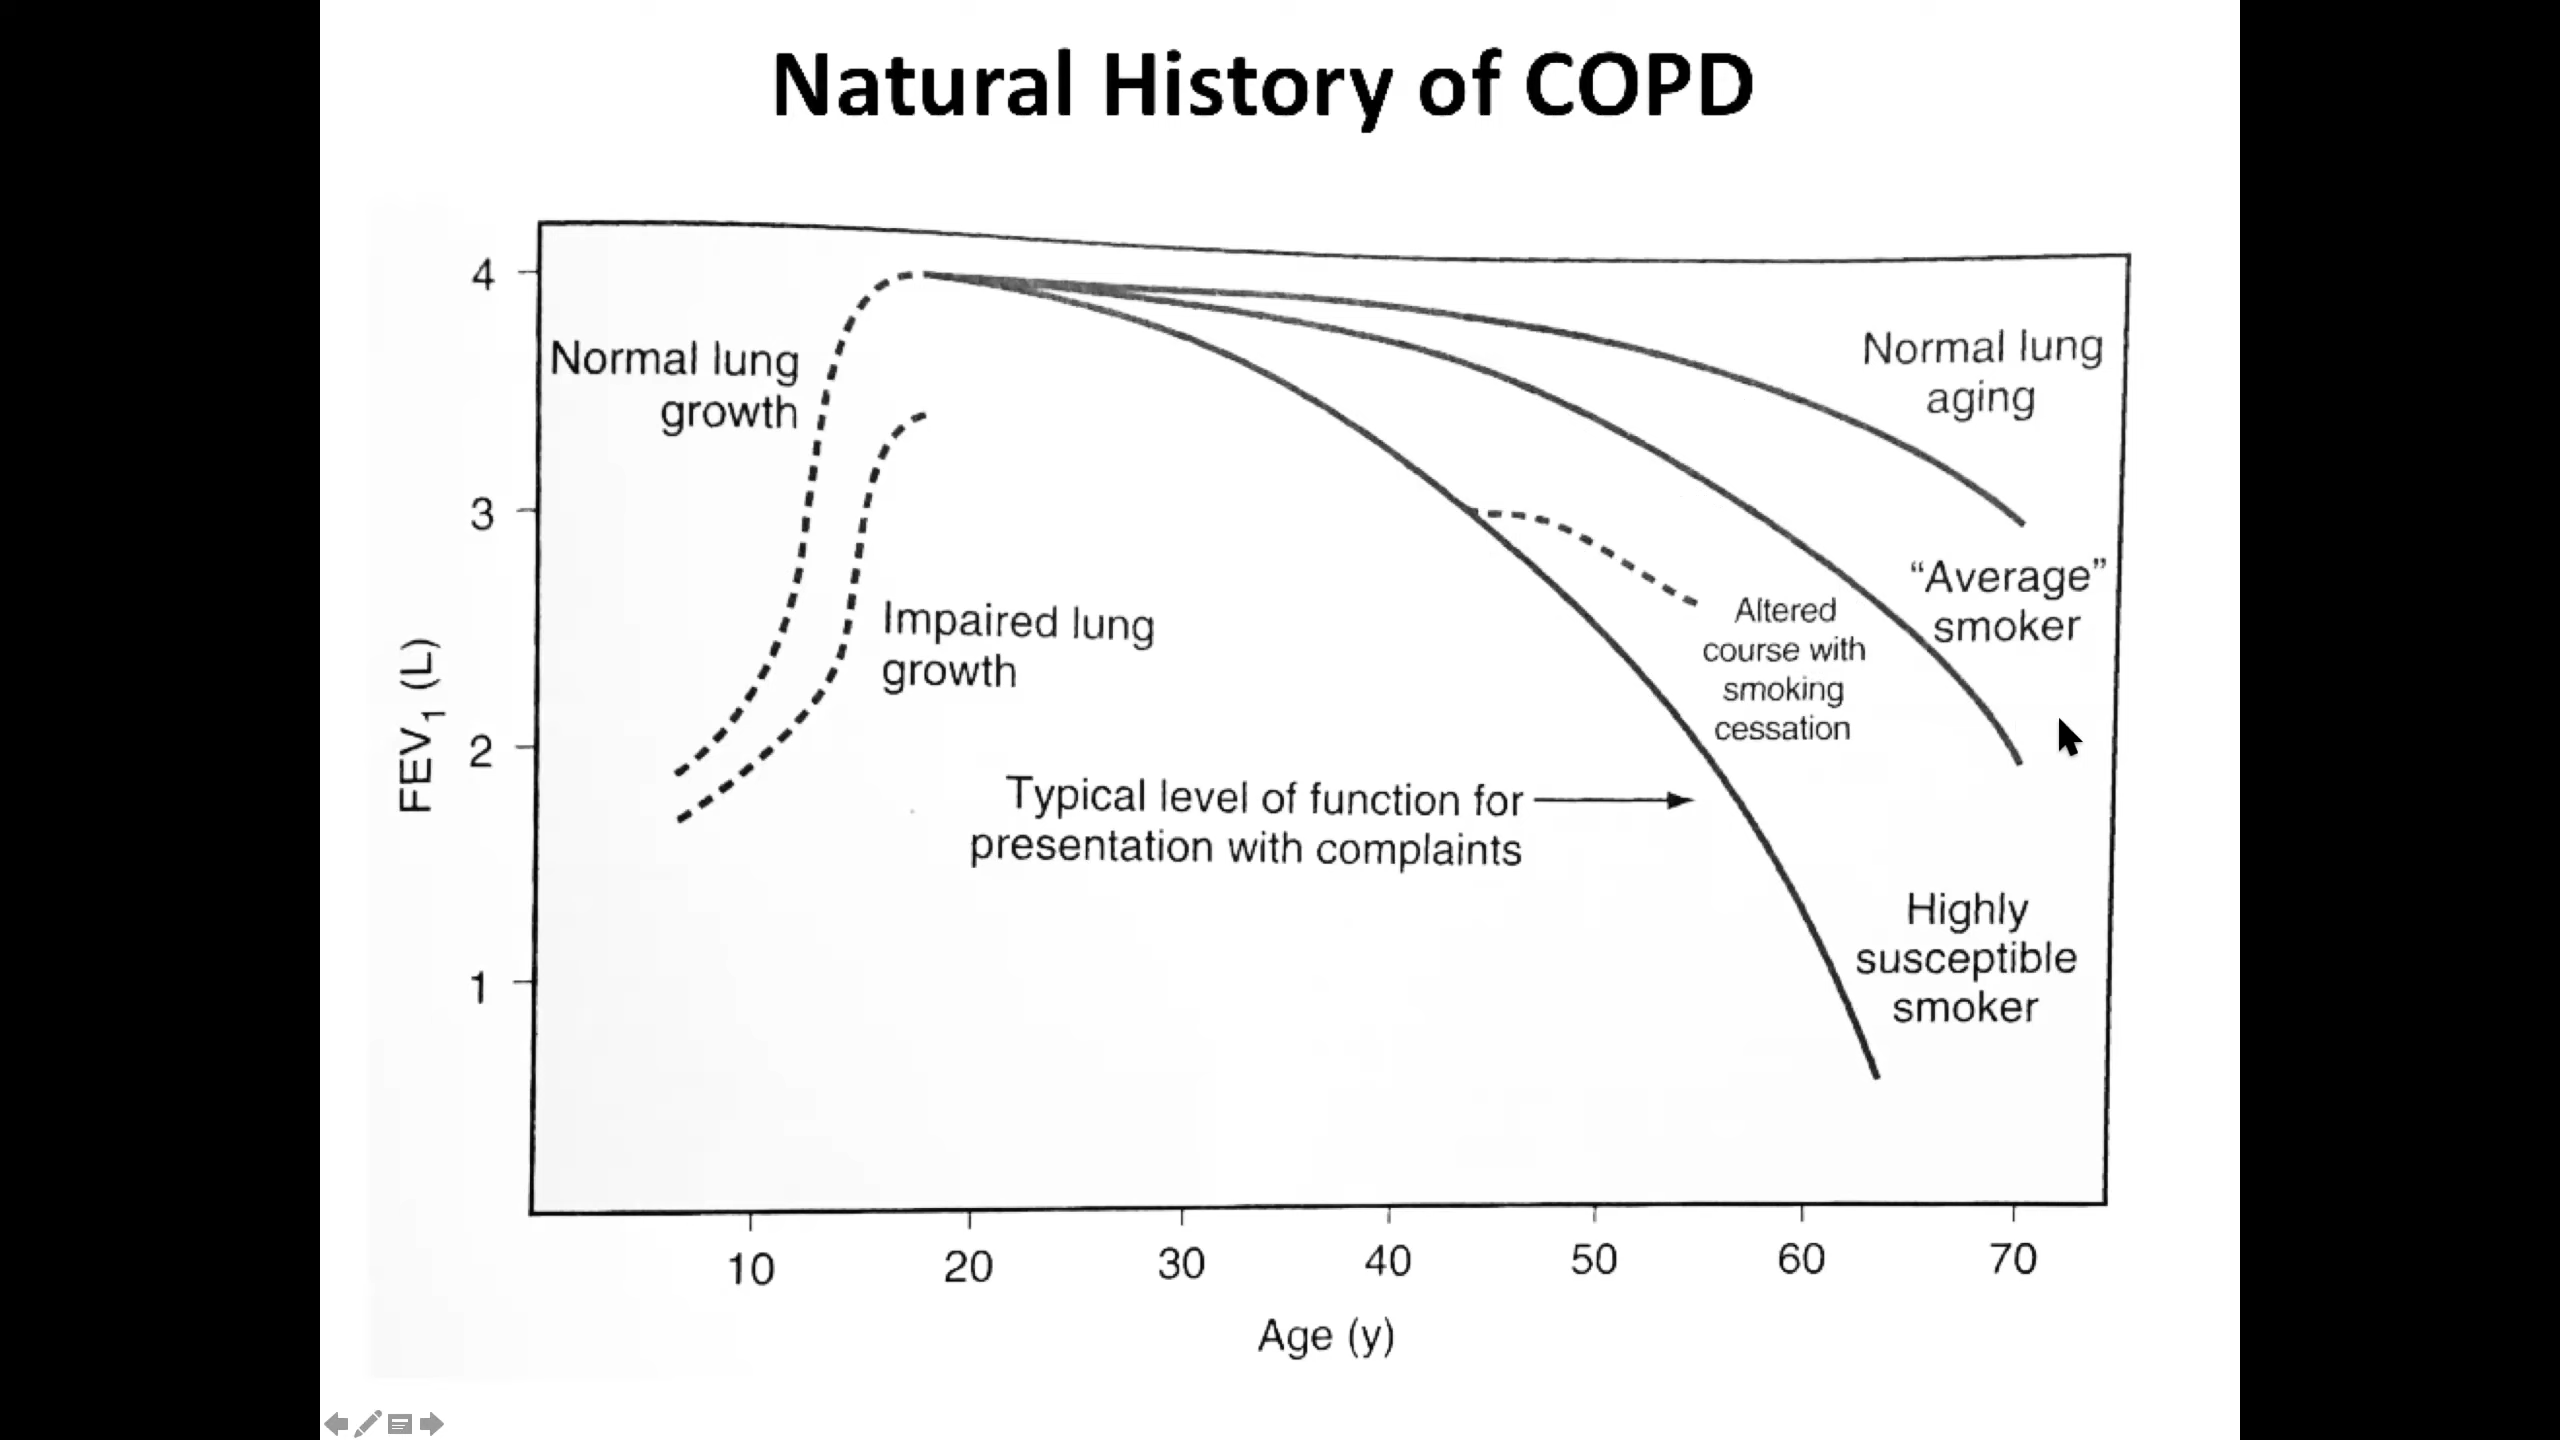 Natural History of COPD
4
3
2
1
FEV1 (L)
Normal lung
growth
Impaired lung
growth
Normal lung
aging
“Average”
smoker
Altered
course with
smoking
cessation
Typical level of function for
presentation with complaints
Highly
susceptible
smoker
10 20 30 40 50 60 70
Age (y)